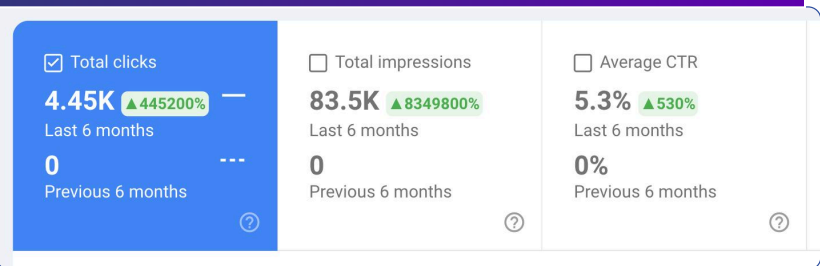 Total clicks
4.45K ▲445200%
Last 6 months
0
Previous 6 months
Total impressions
83.5K ▲8349800%
Last 6 months
0
Previous 6 months
Average CTR
5.3% ▲530%
Last 6 months
0%
Previous 6 months